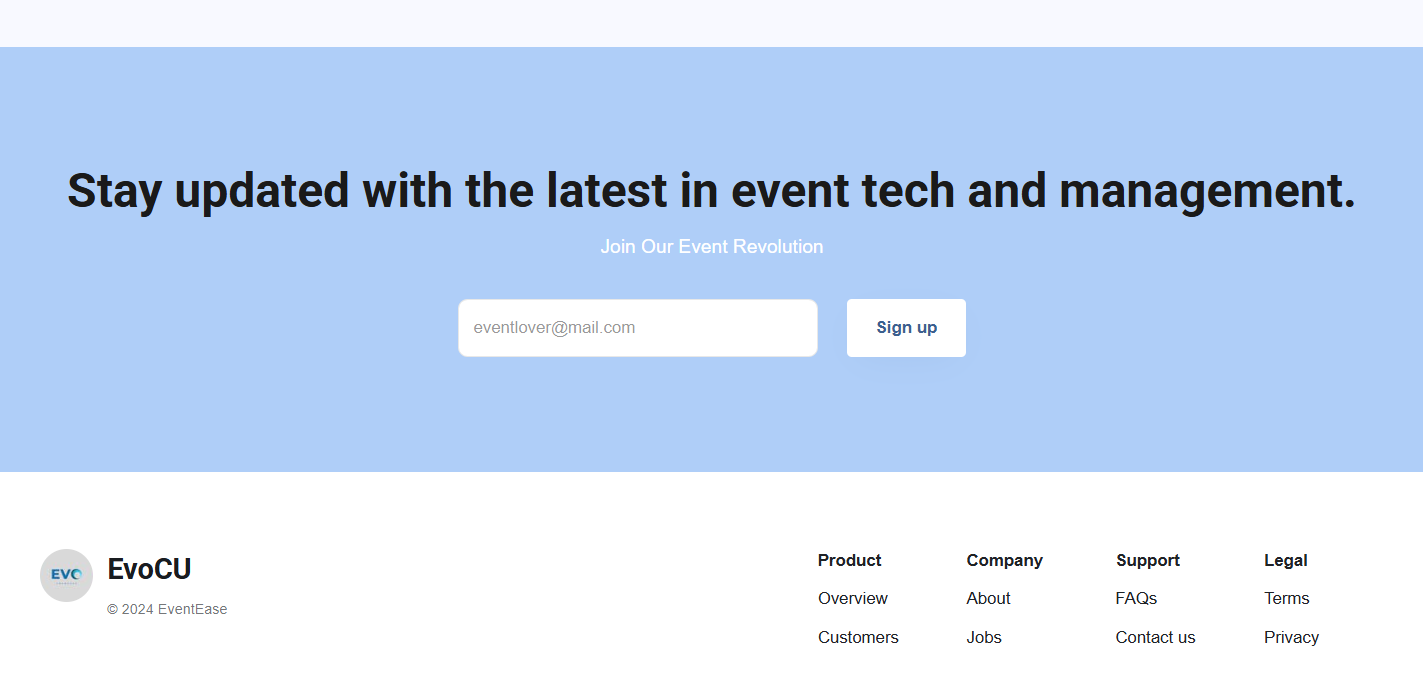 Stay updated with the latest in event tech and management.
Join Our Event Revolution
eventlover@mail.com
Sign up
EVO
EvoCU
© 2024 EventEase
Product
Overview
Customers
Company
About
Jobs
Support
FAQs
Contact us
Legal
Terms
Privacy